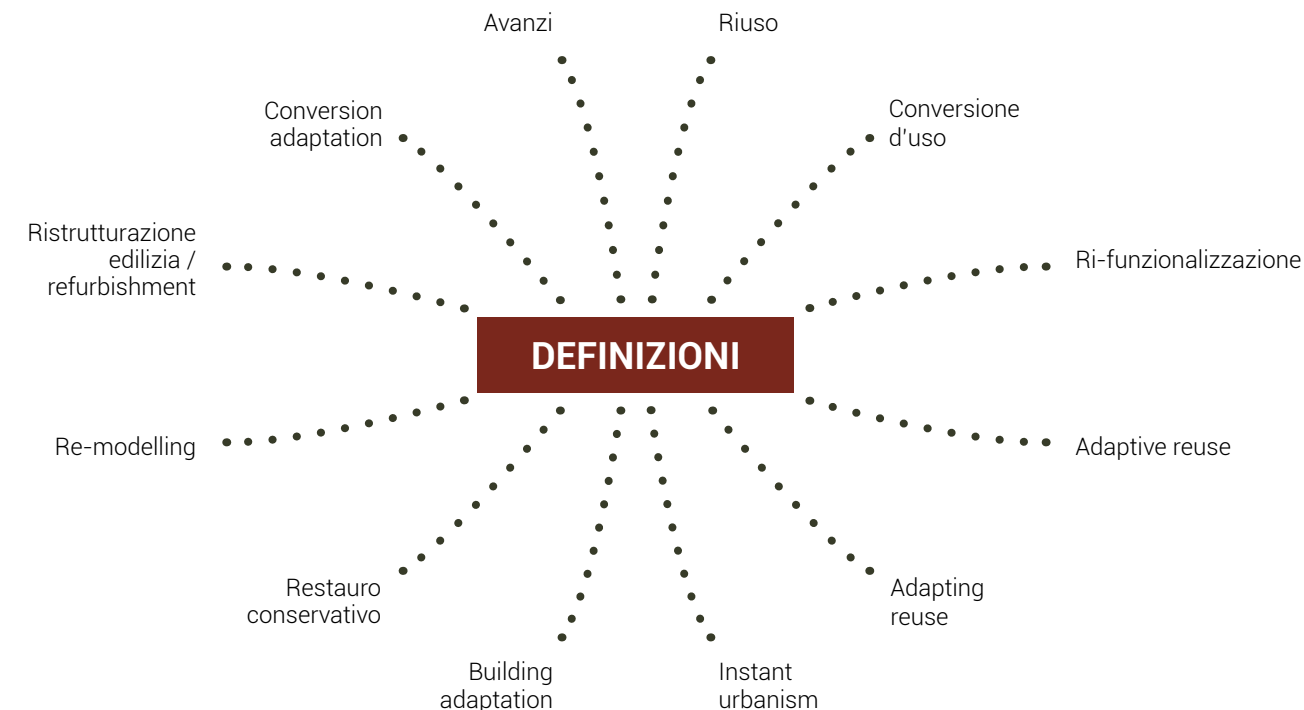 Avanzi
Riuso
Conversion
adaptation
Conversione
d'uso
Ristrutturazione
edilizia /
refurbishment
Ri-funzionalizzazione
DEFINIZIONI
Re-modelling
Adaptive reuse
Restauro
conservativo
Adapting
reuse
Building
adaptation
Instant
urbanism